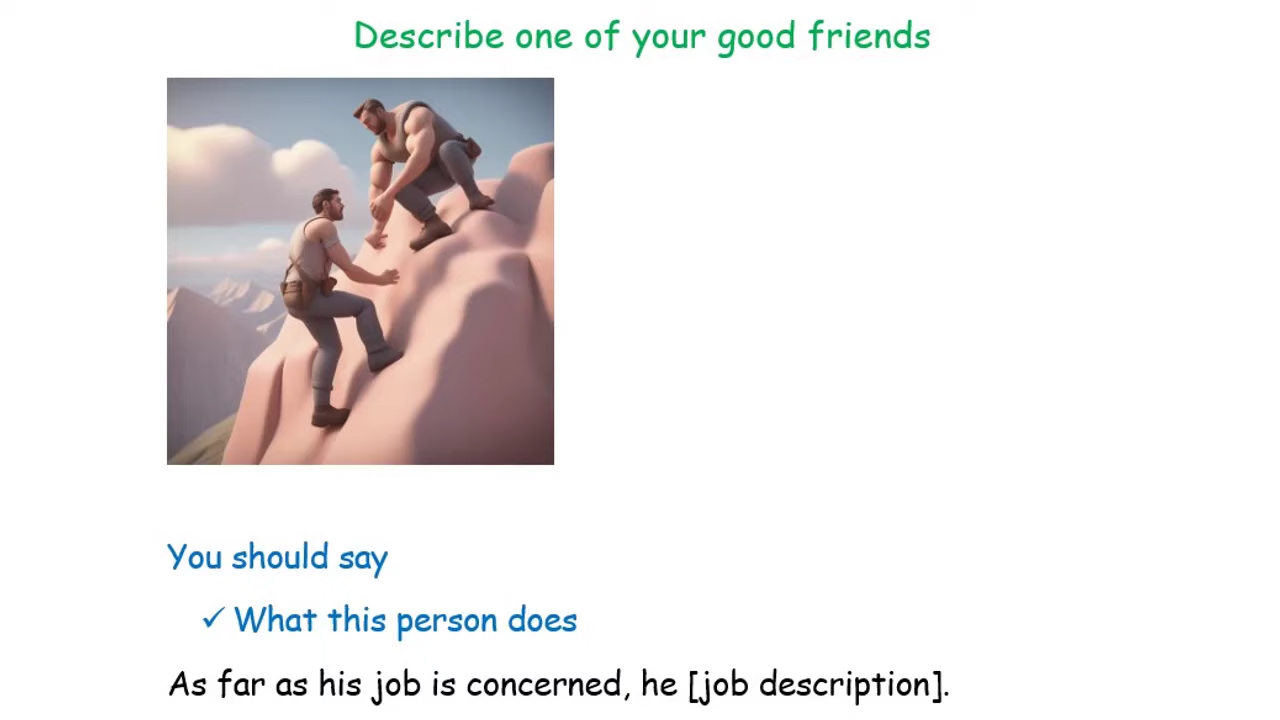 Describe one of your good friends
You should say
✓ What this person does
As far as his job is concerned, he [job description].